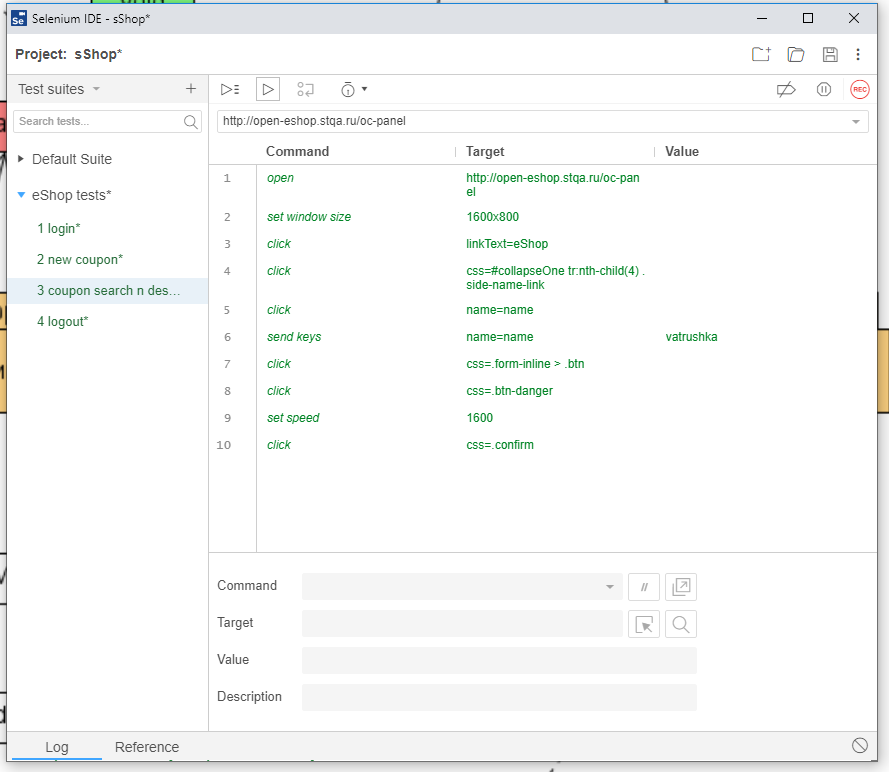 Selenium IDE - sShop*
Project: sShop*
Test suites
REC
Search tests...
http://open-eshop.stqa.ru/oc-panel
Command Target Value
Default Suite
eShop tests*
1 login*
2 new coupon*
3 coupon search n des...
4 logout*
1 open http://open-eshop.stqa.ru/oc-pan
el
2 set window size 1600x800
3 click linkText=eShop
4 click css=#collapseOne tr:nth-child(4) .
side-name-link
5 click name=name
6 send keys name=name vatrushka
7 click css=.form-inline > .btn
8 click css=.btn-danger
9 set speed 1600
10 click css=.confirm
Command //
Target
Value
Description
Log Reference